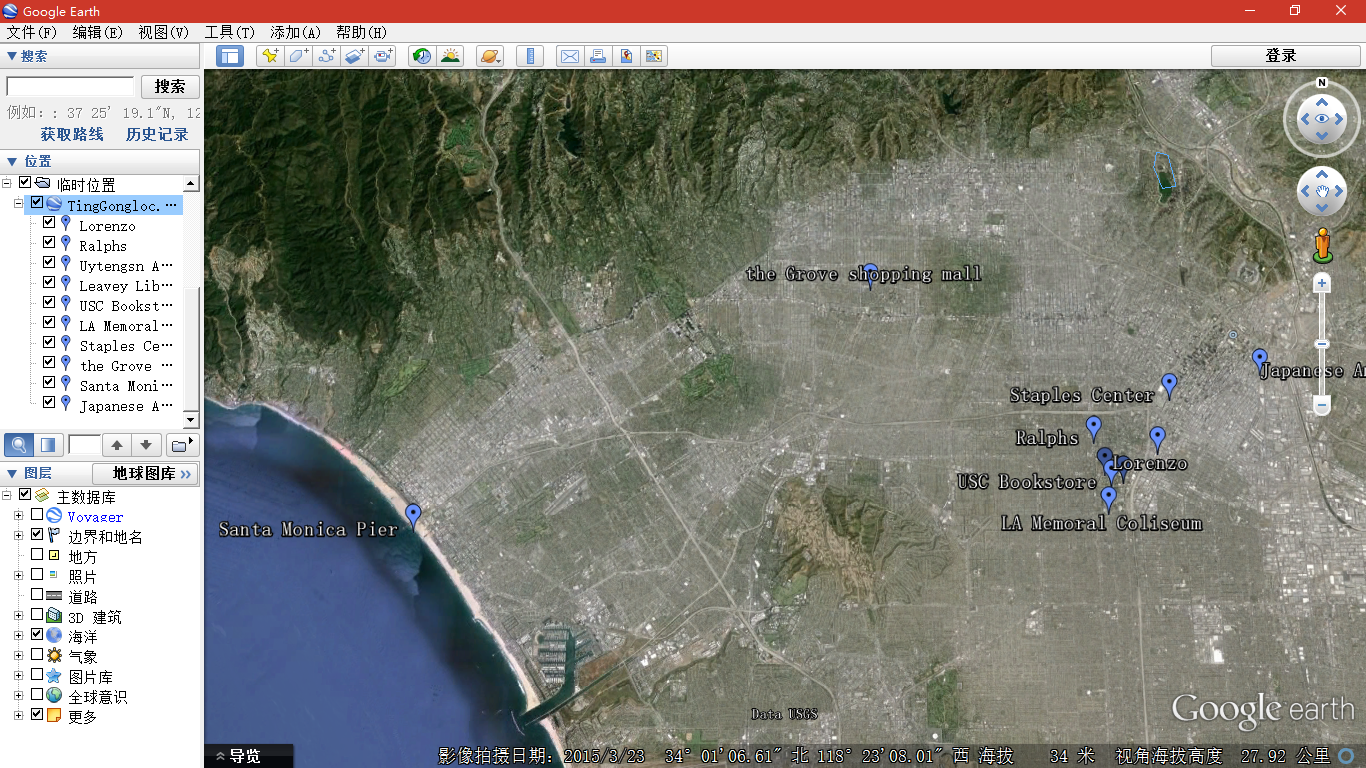 Google Earth
文件(F) 编辑(E) 视图(V) 工具(T) 添加(A) 帮助(H)
搜索
登录
搜索
例如: : 37 25' 19.1"N, 12
获取路线 历史记录
位置
临时位置
TingGongloc.…
Lorenzo
Ralphs
Uytengsn A…
Leavey Lib…
USC Bookst…
LA Memoral…
Staples Ce…
the Grove …
Santa Moni…
Japanese A…
图层
地球图库 »
主数据库
Voyager
边界和地名
地方
照片
道路
3D 建筑
海洋
气象
图片库
全球意识
更多
N
the Grove shopping mall
Japanese A
Staples Center
Ralphs
Lorenzo
USC Bookstore
LA Memoral Coliseum
Santa Monica Pier
Data USGS
Google earth
导览
影像拍摄日期: 2015/3/23 34° 01'06.61" 北 118° 23'08.01" 西 海拔 34 米 视角海拔高度 27.92 公里